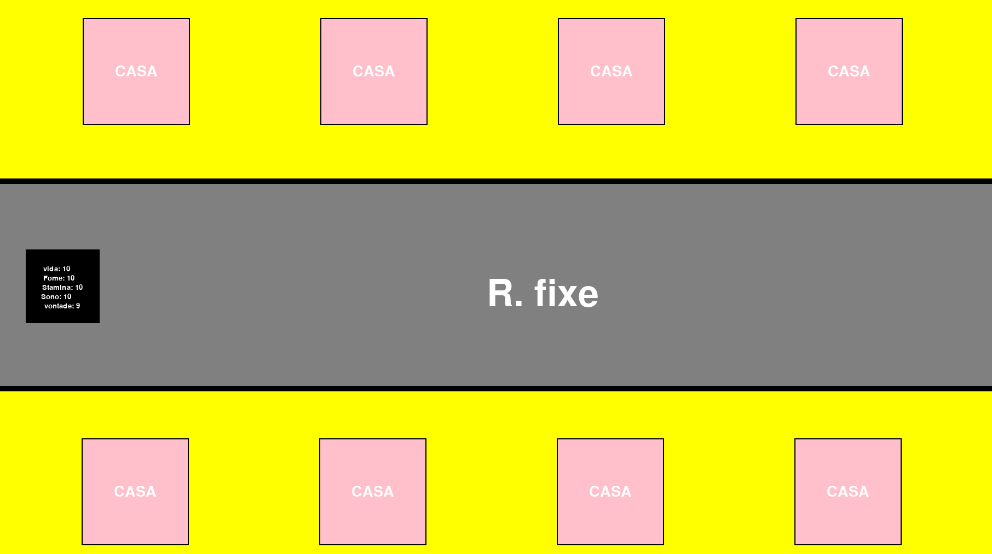 CASA CASA CASA CASA
vida: 10
Fome: 10
Stamina: 10
Sono: 10
vontade: 9
R. fixe
CASA CASA CASA CASA